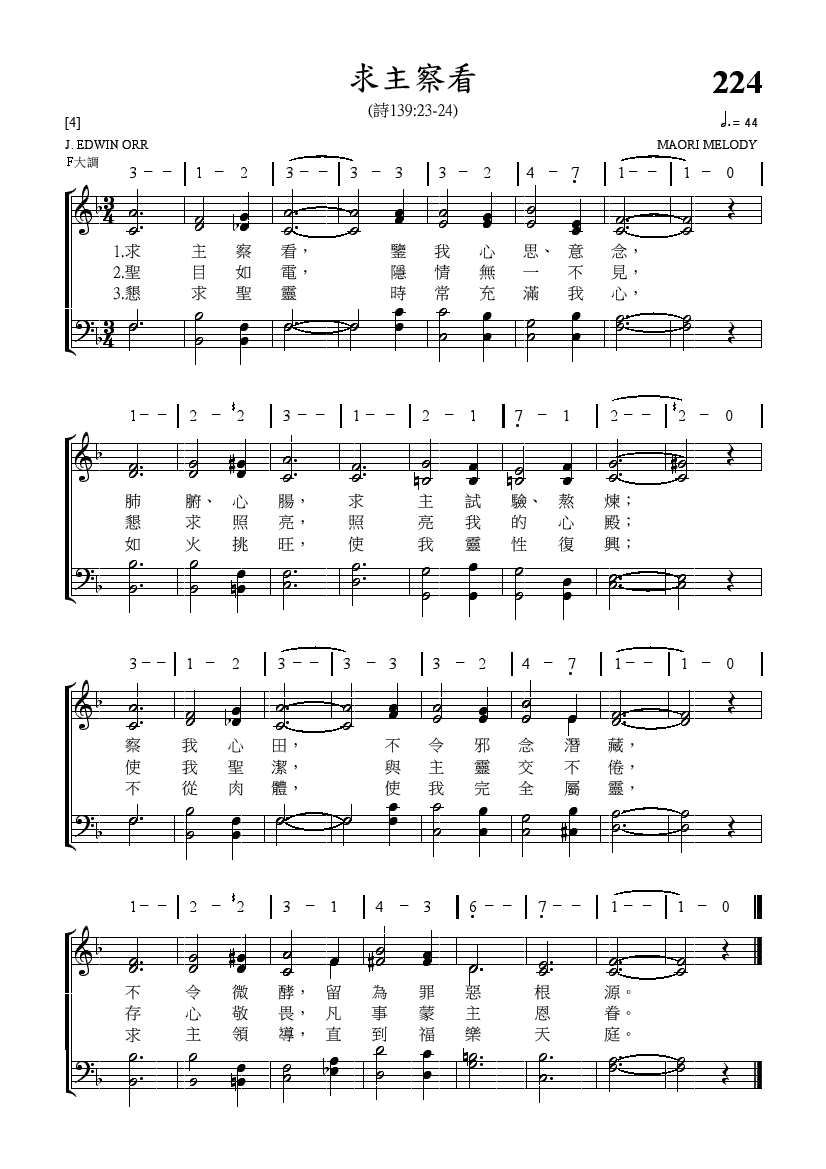 求主察看
224
(詩139:23-24)
[4]
𝅗𝅥. = 44
J. EDWIN ORR
MAORI MELODY
F大調
3 – – | 1 – 2 | 3 – – | 3 – 3 | 3 – 2 | 4 – 7̣ | 1 – – | 1 – 0 |
1.求 主 察 看， 鑒 我 心 思、 意 念，
2.聖 目 如 電， 隱 情 無 一 不 見，
3.懇 求 聖 靈 時 常 充 滿 我 心，
1 – – | 2 – ♯2 | 3 – – | 1 – – | 2 – 1 | 7̣ – 1 | 2 – – | ♯2 – 0 |
肺 腑、 心 腸， 求 主 試 驗、 熬 煉；
懇 求 照 亮， 照 亮 我 的 心 殿；
如 火 挑 旺， 使 我 靈 性 復 興；
3 – – | 1 – 2 | 3 – – | 3 – 3 | 3 – 2 | 4 – 7̣ | 1 – – | 1 – 0 |
察 我 心 田， 不 令 邪 念 潛 藏，
使 我 聖 潔， 與 主 靈 交 不 倦，
不 從 肉 體， 使 我 完 全 屬 靈，
1 – – | 2 – ♯2 | 3 – 1 | 4 – 3 | 6̣ – – | 7̣ – – | 1 – – | 1 – 0
不 令 微 酵， 留 為 罪 惡 根 源。
存 心 敬 畏， 凡 事 蒙 主 恩 眷。
求 主 領 導， 直 到 福 樂 天 庭。